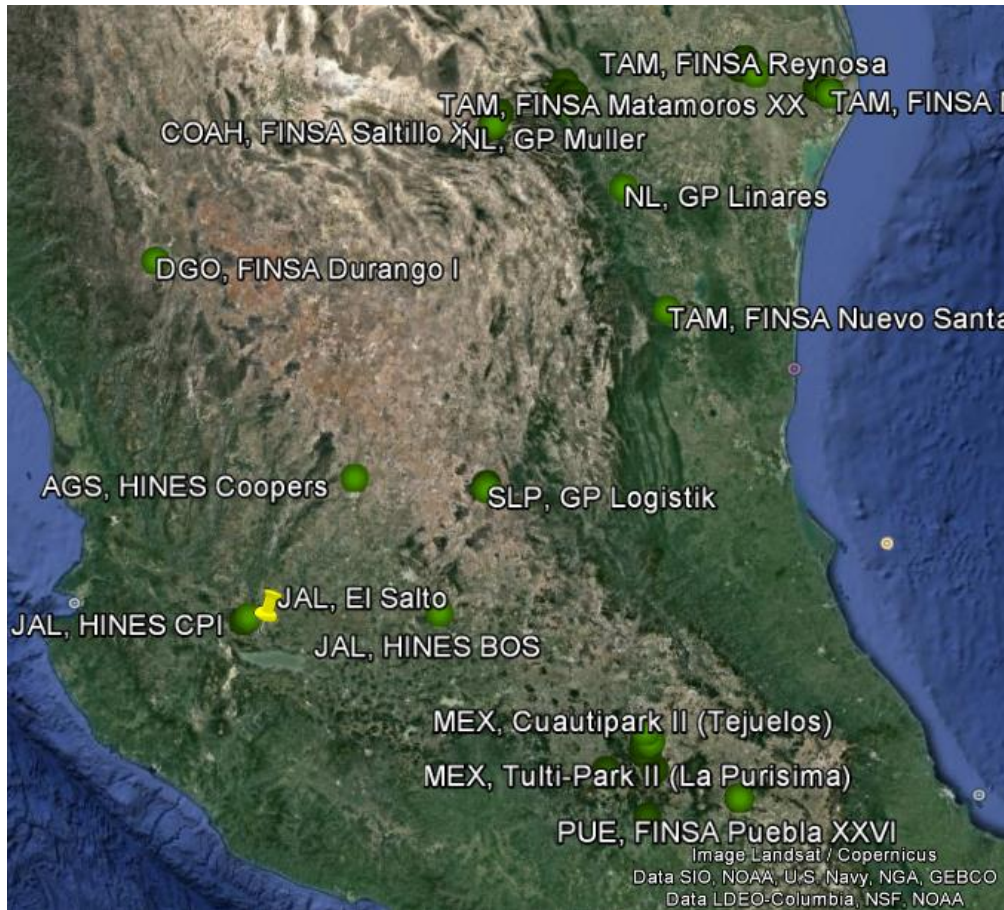 TAM, FINSA Reynosa
TAM, FINSA Matamoros XX
TAM, FINSA
COAH, FINSA Saltillo X
NL, GP Muller
NL, GP Linares
DGO, FINSA Durango I
TAM, FINSA Nuevo Santa
AGS, HINES Coopers
SLP, GP Logistik
JAL, El Salto
JAL, HINES CPI
JAL, HINES BOS
MEX, Cuautipark II (Tejuelos)
MEX, Tulti-Park II (La Purisima)
PUE, FINSA Puebla XXVI
Image Landsat / Copernicus
Data SIO, NOAA, U.S. Navy, NGA, GEBCO
Data LDEO-Columbia, NSF, NOAA